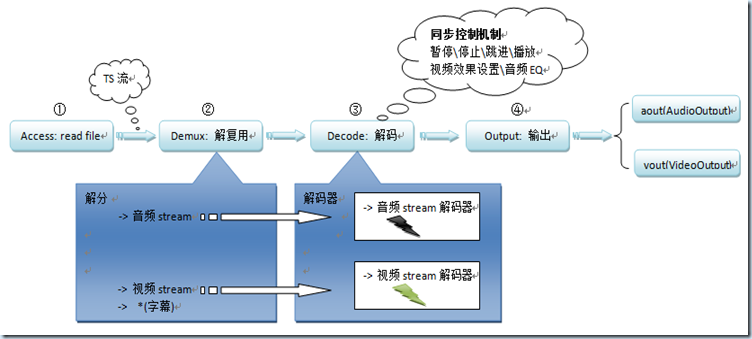 同步控制机制
暂停\停止\跳进\播放
视频效果设置\音频 EQ
TS 流
① ② ③ ④
Access: read file
Demux: 解复用
Decode: 解码
Output: 输出
aout(AudioOutout)
vout(VideoOutout)
解分
-> 音频 stream
-> 视频 stream
-> *(字幕)
解码器
-> 音频 stream 解码器
-> 视频 stream 解码器